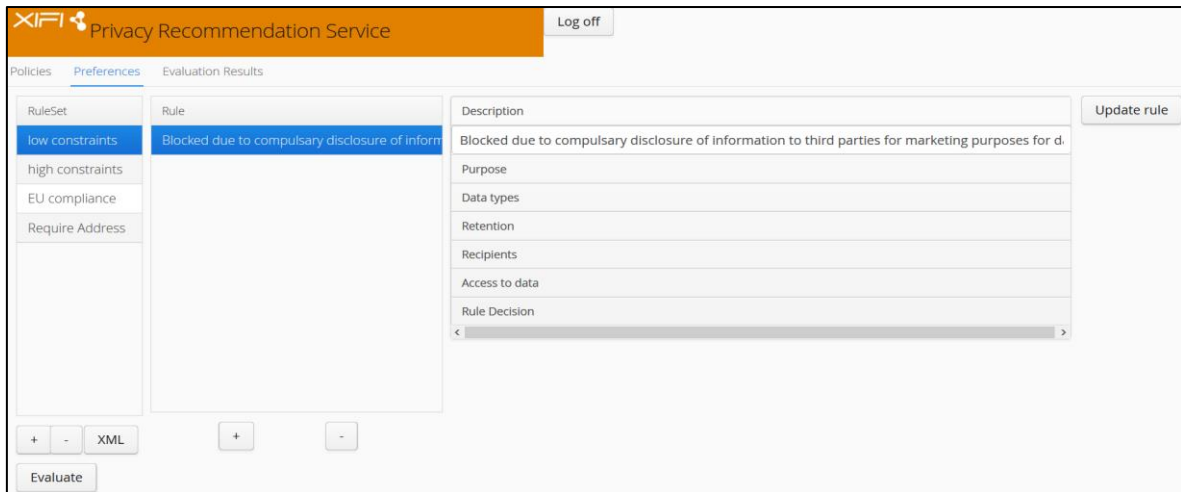 XIFI
Privacy Recommendation Service
Log off
Policies Preferences Evaluation Results
RuleSet
low constraints
high constraints
EU compliance
Require Address
+ - XML
Evaluate
Rule
Blocked due to compulsary disclosure of inform
+ -
Description
Blocked due to compulsary disclosure of information to third parties for marketing purposes for d
Purpose
Data types
Retention
Recipients
Access to data
Rule Decision
Update rule